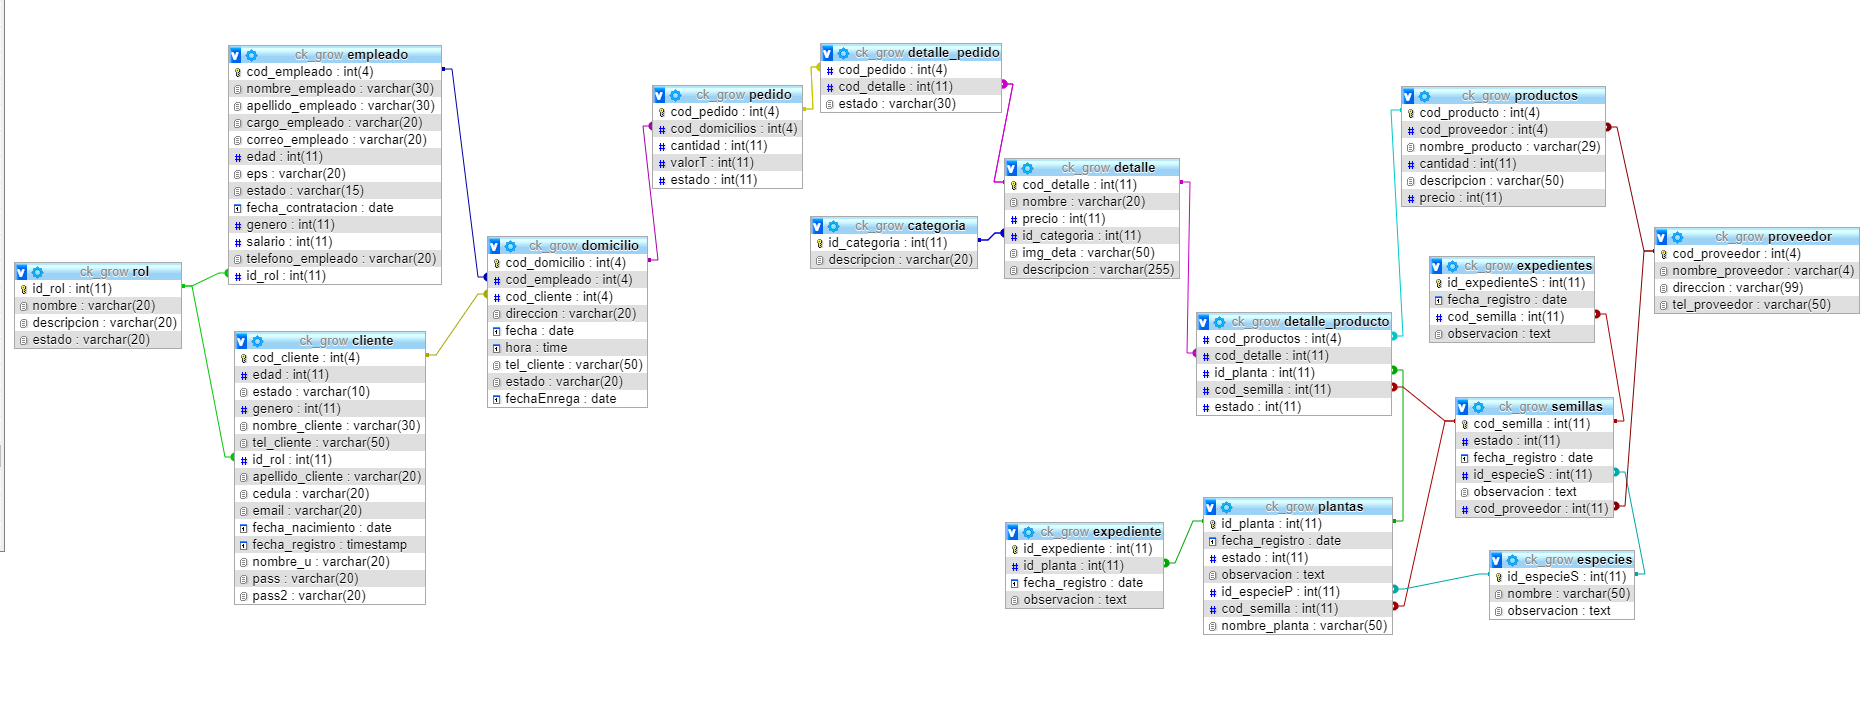 ck_grow rol
id_rol : int(11)
nombre : varchar(20)
descripcion : varchar(20)
estado : varchar(20)
ck_grow empleado
cod_empleado : int(4)
nombre_empleado : varchar(30)
apellido_empleado : varchar(30)
cargo_empleado : varchar(20)
correo_empleado : varchar(20)
edad : int(11)
eps : varchar(20)
estado : varchar(15)
fecha_contratacion : date
genero : int(11)
salario : int(11)
telefono_empleado : varchar(20)
id_rol : int(11)
ck_grow cliente
cod_cliente : int(4)
edad : int(11)
estado : varchar(10)
genero : int(11)
nombre_cliente : varchar(30)
tel_cliente : varchar(50)
id_rol : int(11)
apellido_cliente : varchar(20)
cedula : varchar(20)
email : varchar(20)
fecha_nacimiento : date
fecha_registro : timestamp
nombre_u : varchar(20)
pass : varchar(20)
pass2 : varchar(20)
ck_grow domicilio
cod_domicilio : int(4)
cod_empleado : int(4)
cod_cliente : int(4)
direccion : varchar(20)
fecha : date
hora : time
tel_cliente : varchar(50)
estado : varchar(20)
fechaEnrega : date
ck_grow pedido
cod_pedido : int(4)
cod_domicilios : int(4)
cantidad : int(11)
valorT : int(11)
estado : int(11)
ck_grow detalle_pedido
cod_pedido : int(4)
cod_detalle : int(11)
estado : varchar(30)
ck_grow categoria
id_categoria : int(11)
descripcion : varchar(20)
ck_grow detalle
cod_detalle : int(11)
nombre : varchar(20)
precio : int(11)
id_categoria : int(11)
img_deta : varchar(50)
descripcion : varchar(255)
ck_grow detalle_producto
cod_productos : int(4)
cod_detalle : int(11)
id_planta : int(11)
cod_semilla : int(11)
estado : int(11)
ck_grow expediente
id_expediente : int(11)
id_planta : int(11)
fecha_registro : date
observacion : text
ck_grow plantas
id_planta : int(11)
fecha_registro : date
estado : int(11)
observacion : text
id_especieP : int(11)
cod_semilla : int(11)
nombre_planta : varchar(50)
ck_grow productos
cod_producto : int(4)
cod_proveedor : int(4)
nombre_producto : varchar(29)
cantidad : int(11)
descripcion : varchar(50)
precio : int(11)
ck_grow expedientes
id_expedienteS : int(11)
fecha_registro : date
cod_semilla : int(11)
observacion : text
ck_grow semillas
cod_semilla : int(11)
estado : int(11)
fecha_registro : date
id_especieS : int(11)
observacion : text
cod_proveedor : int(11)
ck_grow especies
id_especieS : int(11)
nombre : varchar(50)
observacion : text
ck_grow proveedor
cod_proveedor : int(4)
nombre_proveedor : varchar(4)
direccion : varchar(99)
tel_proveedor : varchar(50)